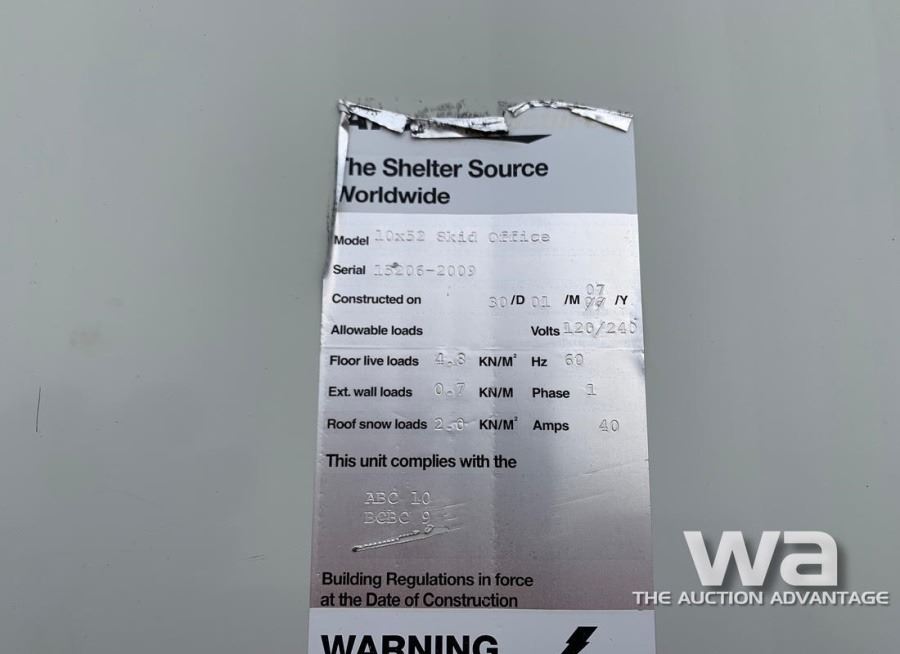 The Shelter Source
Worldwide
Model 10x52 Skid Office
Serial 15206-2009
Constructed on 30 /D 01 /M 07 /Y
Allowable loads Volts 120/240
Floor live loads 4.8 KN/M² Hz 60
Ext. wall loads 0.7 KN/M Phase 1
Roof snow loads 2.0 KN/M² Amps 40
This unit complies with the
ABC 10
BCBC 9
Building Regulations in force
at the Date of Construction
WARNING
wa
THE AUCTION ADVANTAGE